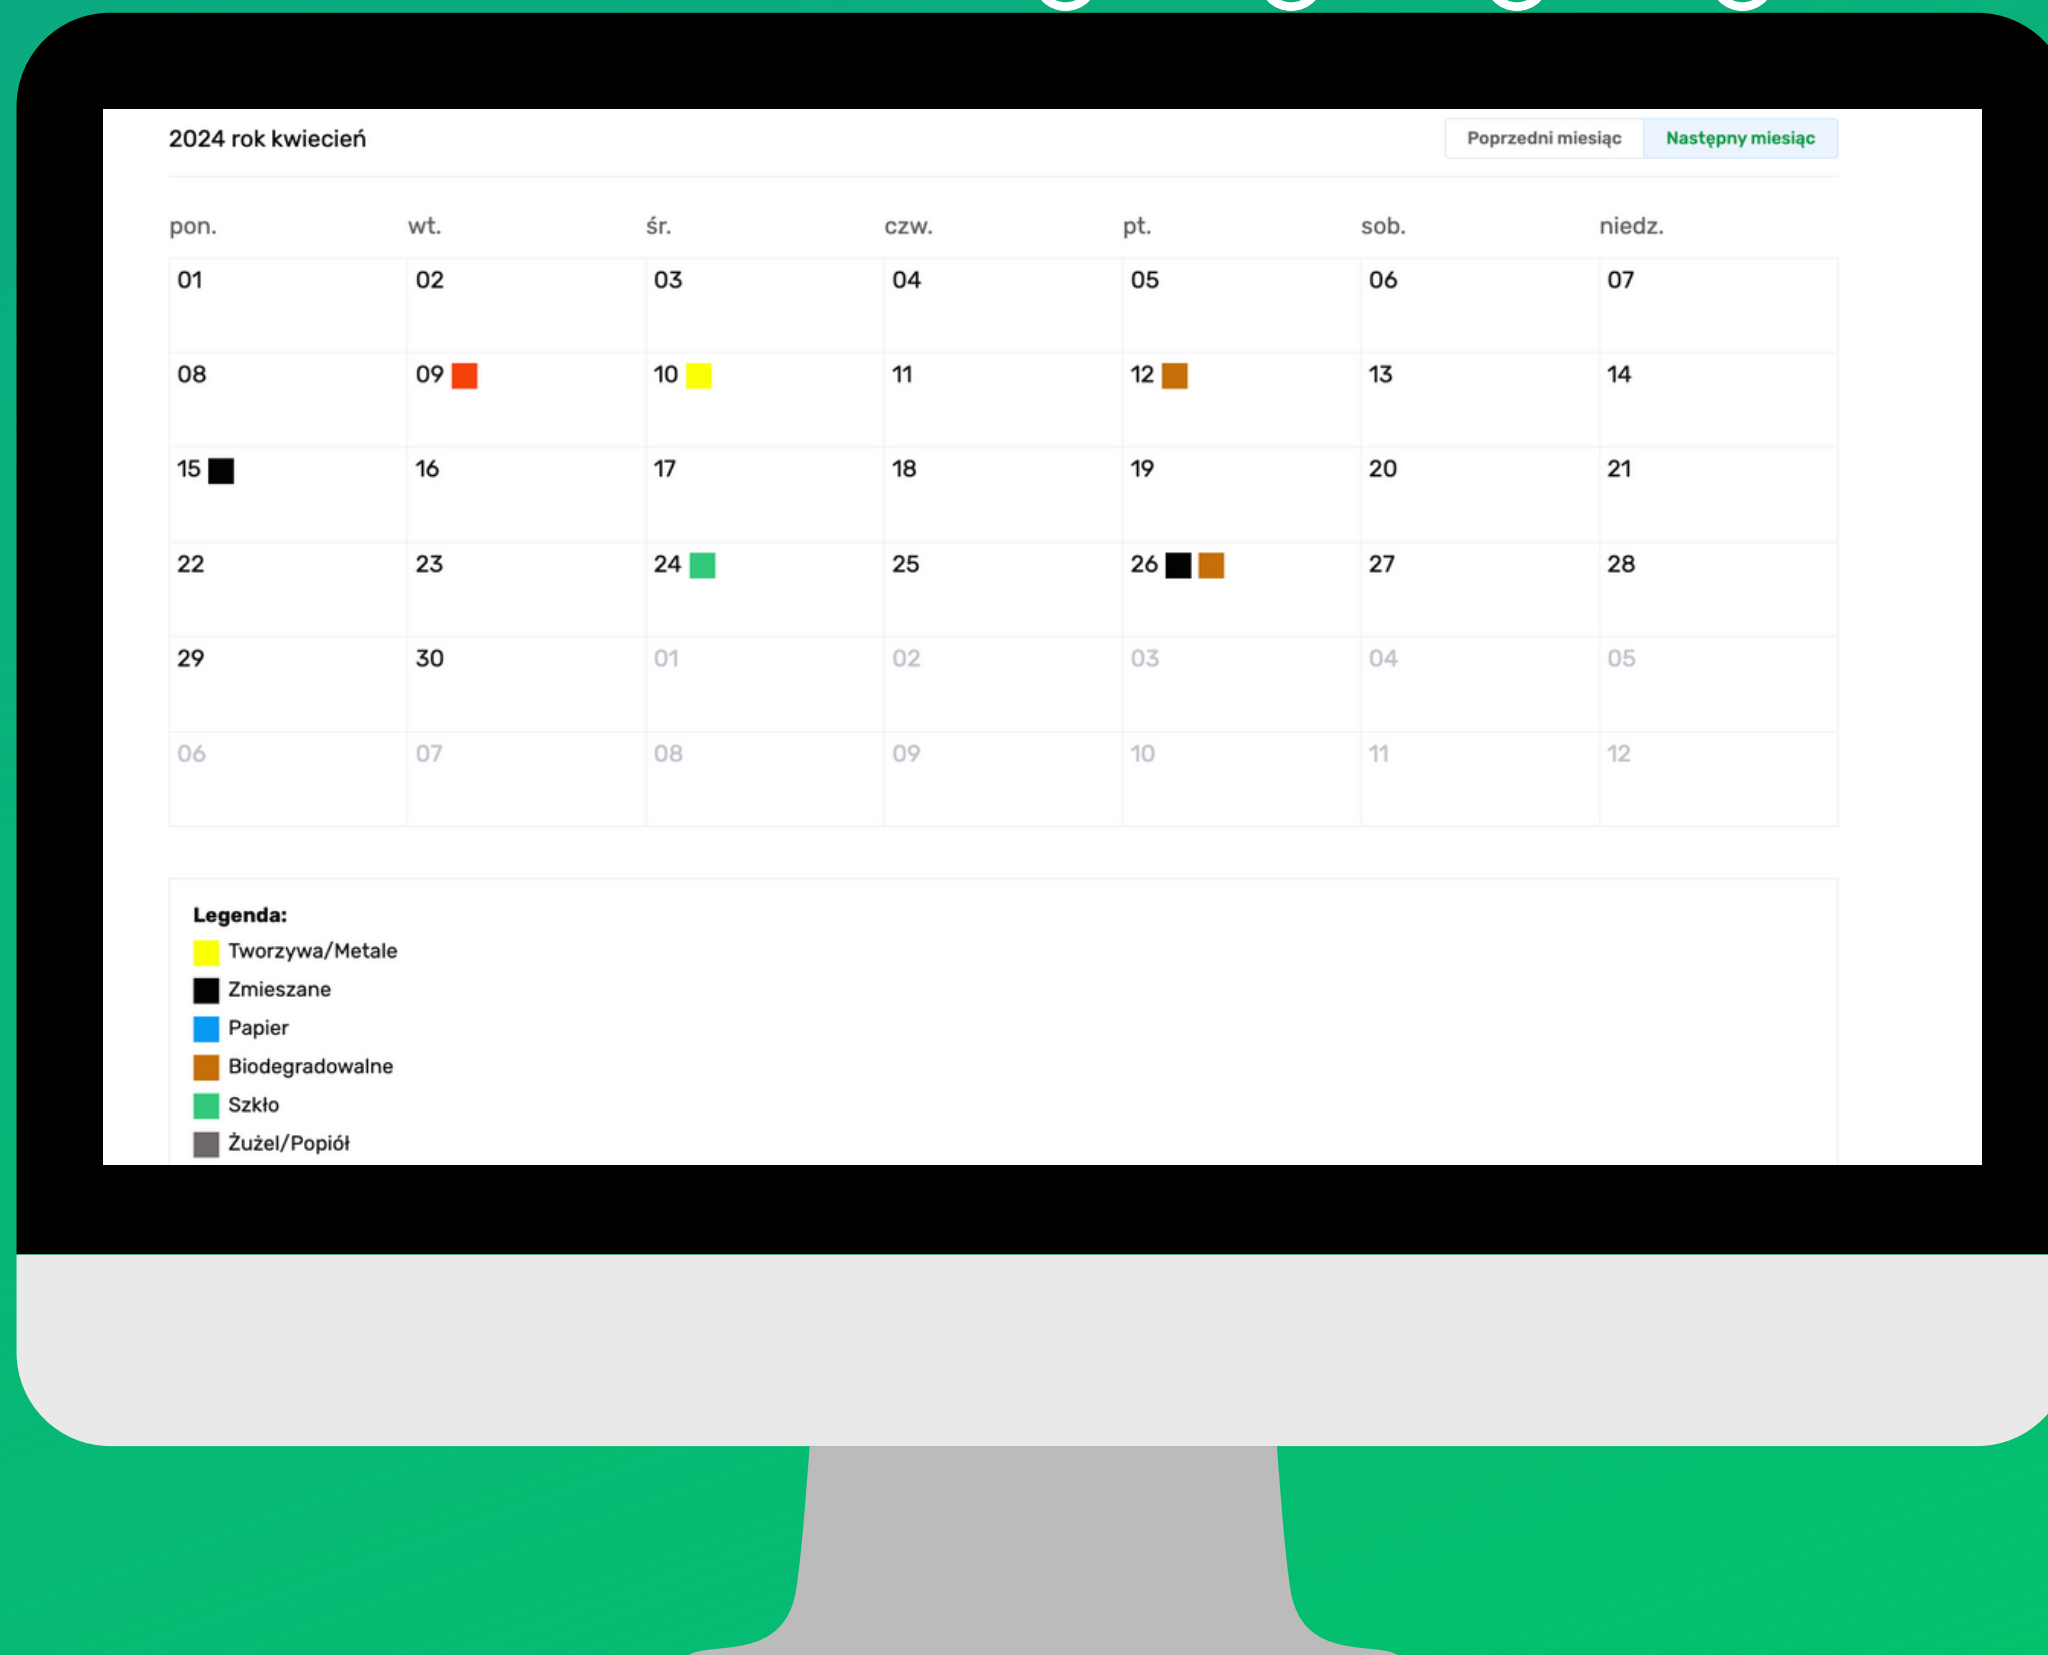 2024 rok kwiecień
Poprzedni miesiąc Następny miesiąc
pon. wt. śr. czw. pt. sob. niedz.
01 02 03 04 05 06 07
08 09 10 11 12 13 14
15 16 17 18 19 20 21
22 23 24 25 26 27 28
29 30 01 02 03 04 05
06 07 08 09 10 11 12
Legenda:
Tworzywa/Metale
Zmieszane
Papier
Biodegradowalne
Szkło
Żużel/Popiół